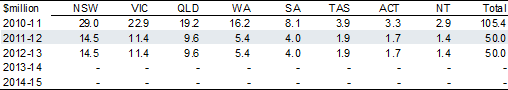 $million NSW VIC QLD WA SA TAS ACT NT Total
2010-11 29.0 22.9 19.2 16.2 8.1 3.9 3.3 2.9 105.4
2011-12 14.5 11.4 9.6 5.4 4.0 1.9 1.7 1.4 50.0
2012-13 14.5 11.4 9.6 5.4 4.0 1.9 1.7 1.4 50.0
2013-14 - - - - - - - - -
2014-15 - - - - - - - - -